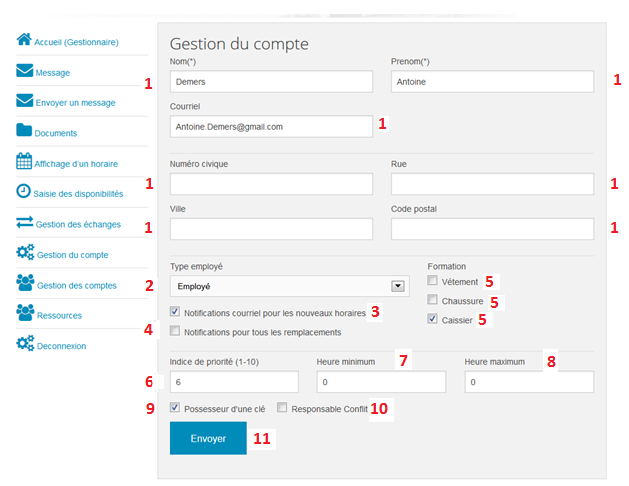 Accueil (Gestionnaire)
Message
Envoyer un message
Documents
Affichage d'un horaire
Saisie des disponibilités
Gestion des échanges
Gestion du compte
Gestion des comptes
Ressources
Deconnexion
Gestion du compte
Nom(*) Prenom(*)
1 Demers Antoine 1
Courriel
Antoine.Demers@gmail.com 1
Numéro civique Rue
1 1
Ville Code postal
1 1
Type employé Formation
2 Employé Vêtement 5
Notifications courriel pour les nouveaux horaires 3 Chaussure 5
4 Notifications pour tous les remplacements Caissier 5
Indice de priorité (1-10) Heure minimum 7 Heure maximum 8
6 6 0 0
9 Possesseur d'une clé Responsable Conflit 10
Envoyer 11